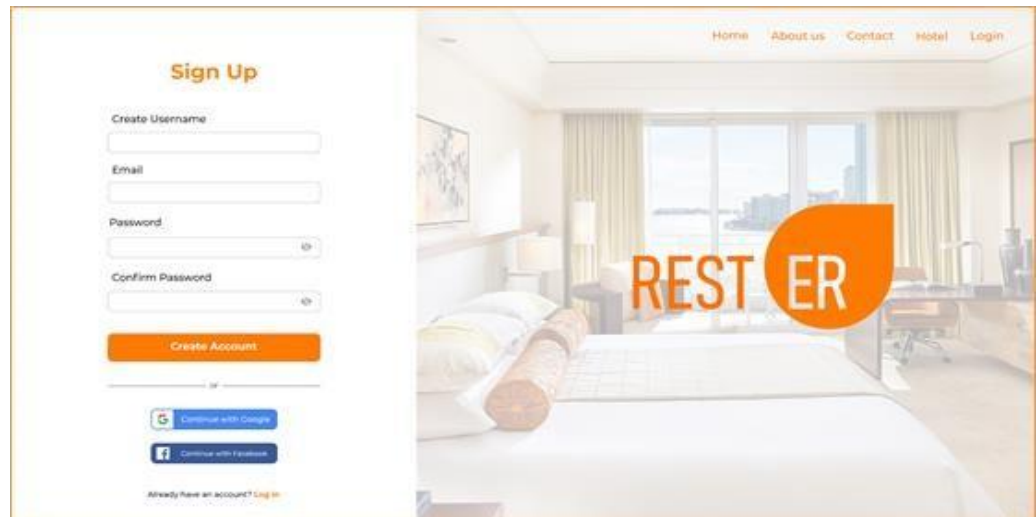 Home About us Contact Hotel Login
Sign Up
Create Username
Email
Password
Confirm Password
Create Account
or
Continue with Google
Continue with Facebook
Already have an account? Log in
REST ER